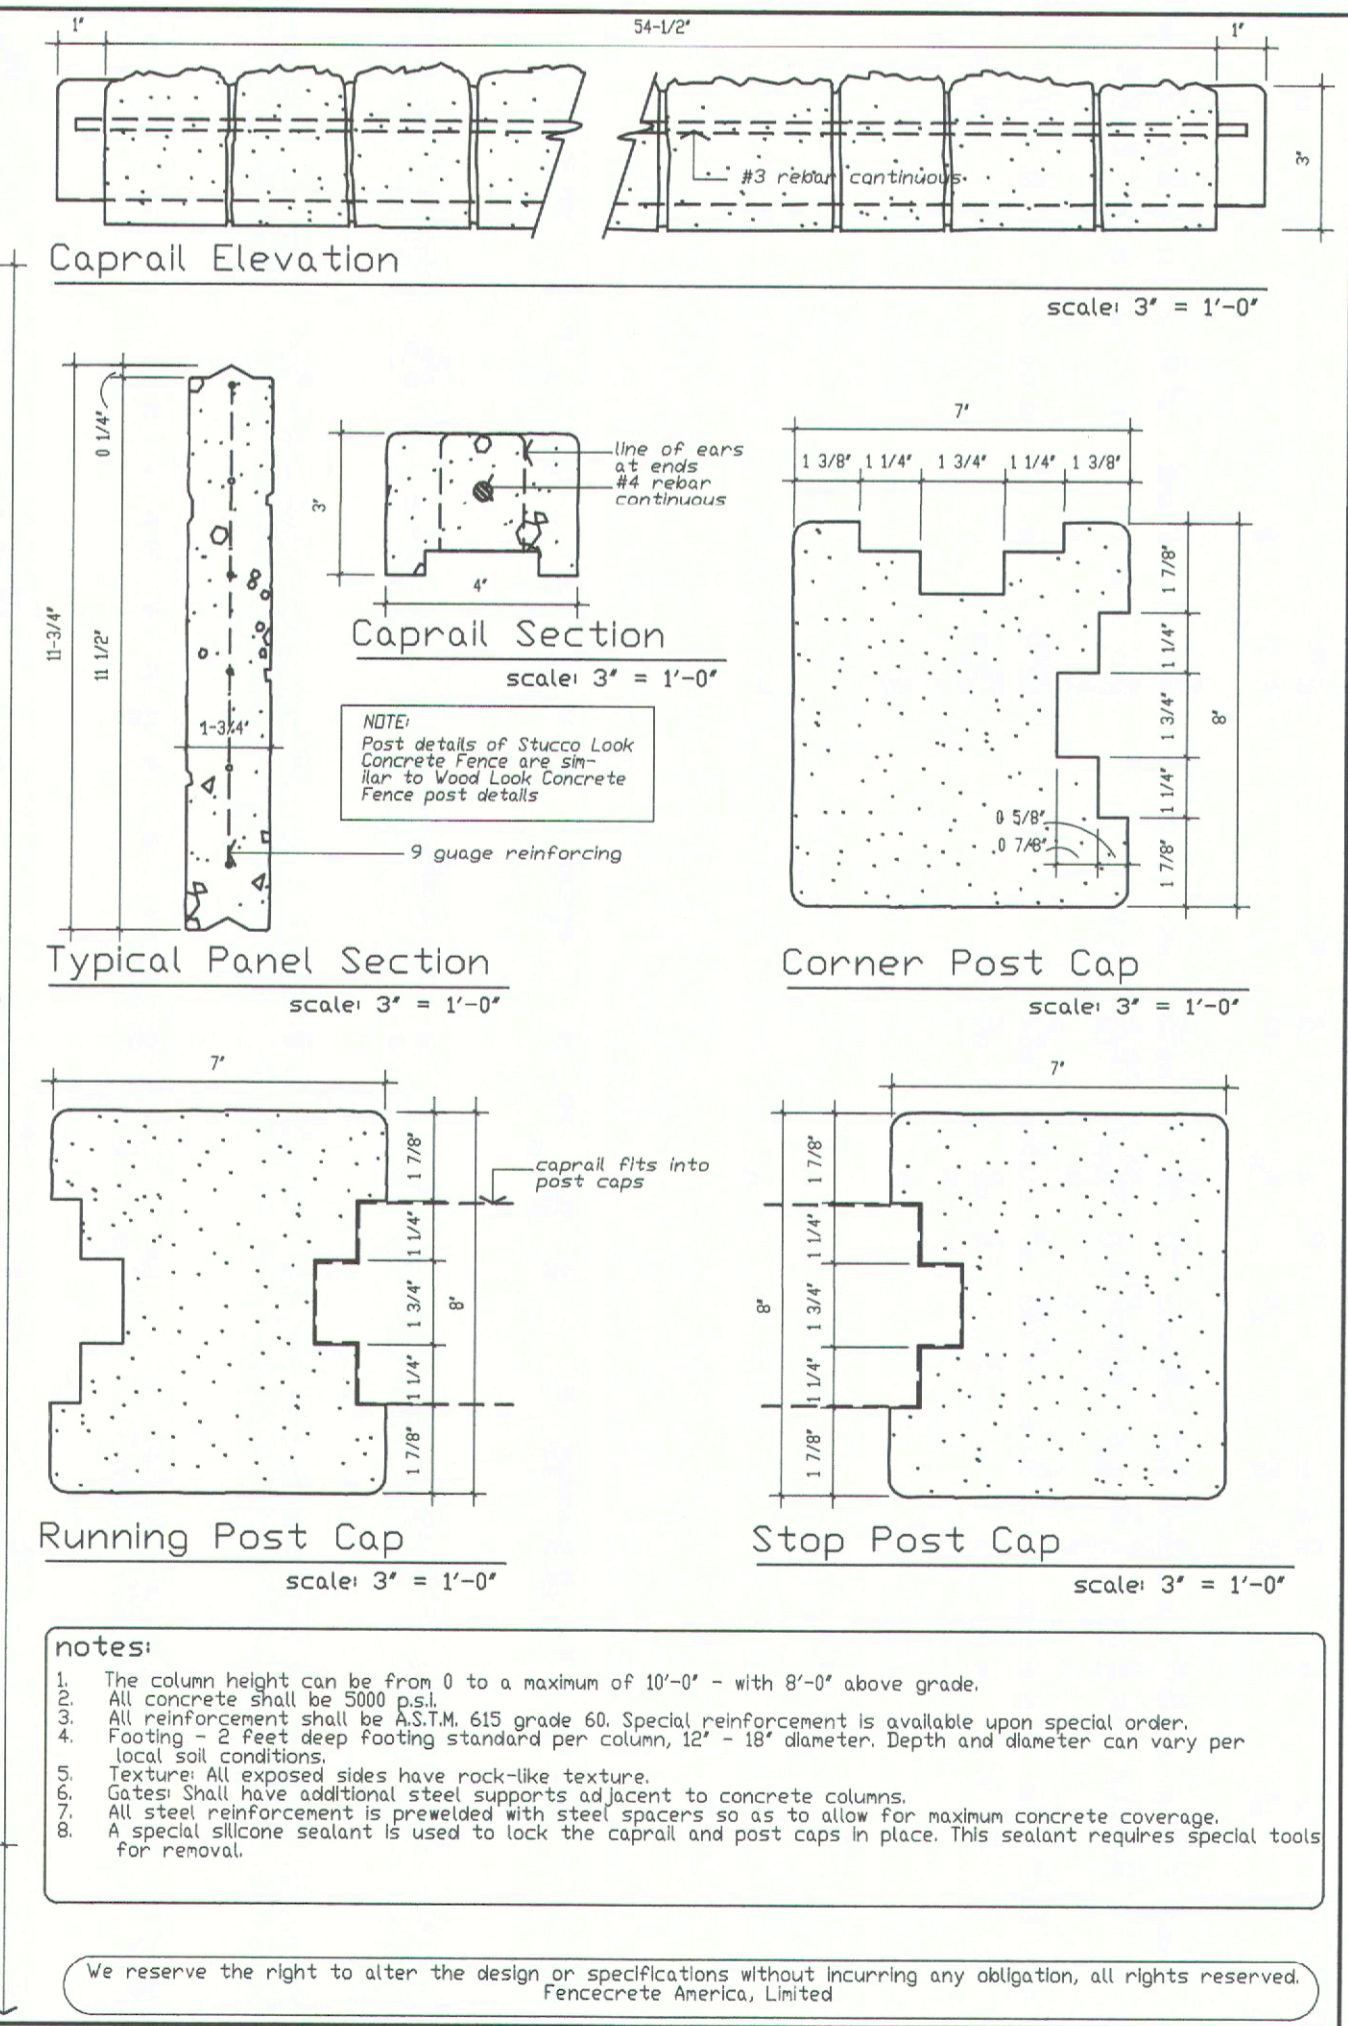 1" 54-1/2" 1"
3"
#3 rebar continuous
Caprail Elevation
scale: 3" = 1'-0"
0 1/4"
11-3/4"
11 1/2"
1-3/4"
9 guage reinforcing
Typical Panel Section
scale: 3" = 1'-0"
3"
line of ears
at ends
#4 rebar
continuous
4"
Caprail Section
scale: 3" = 1'-0"
NOTE:
Post details of Stucco Look
Concrete Fence are sim-
ilar to Wood Look Concrete
Fence post details
7"
1 3/8" 1 1/4" 1 3/4" 1 1/4" 1 3/8"
1 7/8"
1 1/4"
1 3/4"
1 1/4"
1 7/8"
8"
0 5/8"
0 7/8"
Corner Post Cap
scale: 3" = 1'-0"
7"
1 7/8"
1 1/4"
1 3/4"
1 1/4"
1 7/8"
8"
caprail fits into
post caps
Running Post Cap
scale: 3" = 1'-0"
7"
1 7/8"
1 1/4"
1 3/4"
1 1/4"
1 7/8"
8"
Stop Post Cap
scale: 3" = 1'-0"
notes:
1. The column height can be from 0 to a maximum of 10'-0" - with 8'-0" above grade.
2. All concrete shall be 5000 p.s.i.
3. All reinforcement shall be A.S.T.M. 615 grade 60. Special reinforcement is available upon special order.
4. Footing - 2 feet deep footing standard per column, 12" - 18" diameter. Depth and diameter can vary per
local soil conditions.
5. Texture: All exposed sides have rock-like texture.
6. Gates: Shall have additional steel supports adjacent to concrete columns.
7. All steel reinforcement is prewelded with steel spacers so as to allow for maximum concrete coverage.
8. A special silicone sealant is used to lock the caprail and post caps in place. This sealant requires special tools
for removal.
We reserve the right to alter the design or specifications without incurring any obligation, all rights reserved.
Fencecrete America, Limited